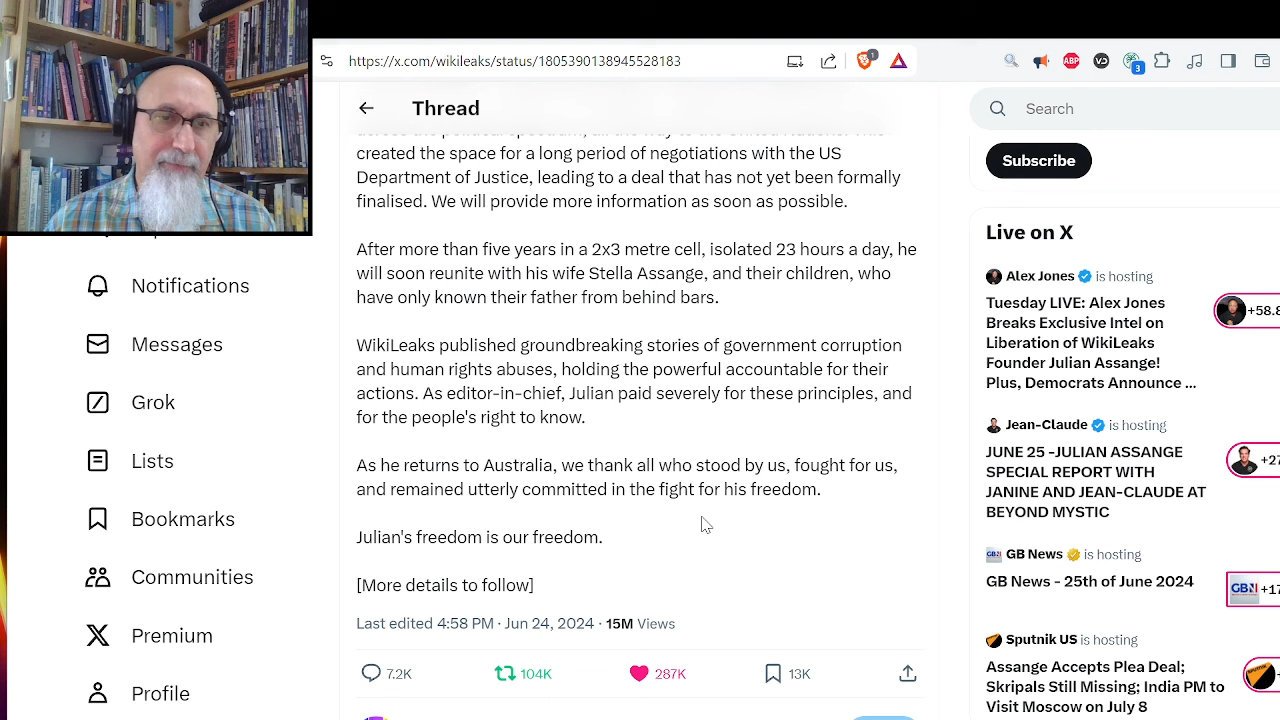 https://x.com/wikileaks/status/1805390138945528183
1
ABP
3
Thread
Search
created the space for a long period of negotiations with the US
Department of Justice, leading to a deal that has not yet been formally
finalised. We will provide more information as soon as possible.
After more than five years in a 2x3 metre cell, isolated 23 hours a day, he
will soon reunite with his wife Stella Assange, and their children, who
have only known their father from behind bars.
WikiLeaks published groundbreaking stories of government corruption
and human rights abuses, holding the powerful accountable for their
actions. As editor-in-chief, Julian paid severely for these principles, and
for the people's right to know.
As he returns to Australia, we thank all who stood by us, fought for us,
and remained utterly committed in the fight for his freedom.
Julian's freedom is our freedom.
[More details to follow]
Last edited 4:58 PM · Jun 24, 2024 · 15M Views
7.2K
104K
287K
13K
Notifications
Messages
Grok
Lists
Bookmarks
Communities
Premium
Profile
Subscribe
Live on X
Alex Jones is hosting
Tuesday LIVE: Alex Jones
Breaks Exclusive Intel on
Liberation of WikiLeaks
Founder Julian Assange!
Plus, Democrats Announce ...
+58.8
Jean-Claude is hosting
JUNE 25 -JULIAN ASSANGE
SPECIAL REPORT WITH
JANINE AND JEAN-CLAUDE AT
BEYOND MYSTIC
+27
GB News is hosting
GB News - 25th of June 2024
GBN
+17
Sputnik US is hosting
Assange Accepts Plea Deal;
Skripals Still Missing; India PM to
Visit Moscow on July 8